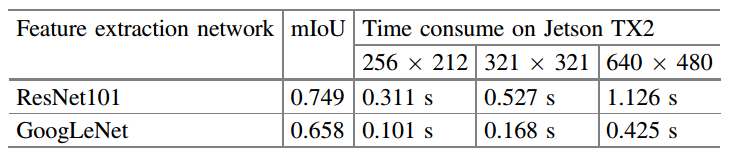 Feature extraction network mIoU Time consume on Jetson TX2
256 × 212 321 × 321 640 × 480
ResNet101 0.749 0.311 s 0.527 s 1.126 s
GoogLeNet 0.658 0.101 s 0.168 s 0.425 s